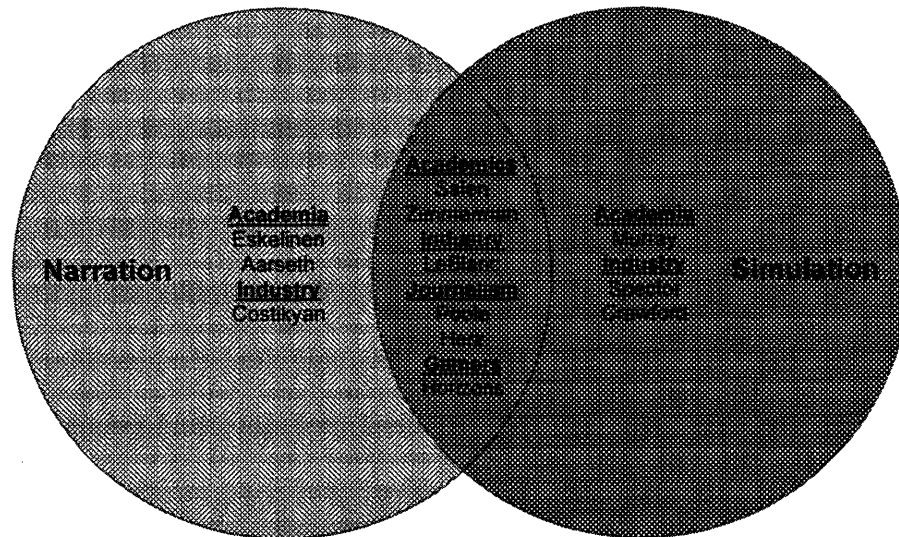 Narration
Academia
Eskelinen
Aarseth
Industry
Costikyan
Academics
Salen
Zimmerman
Industry
LeBlanc
Journalism
Poole
Herz
Gamers
Horizons
Academia
Murray
Industry
Spector
Crawford
Simulation